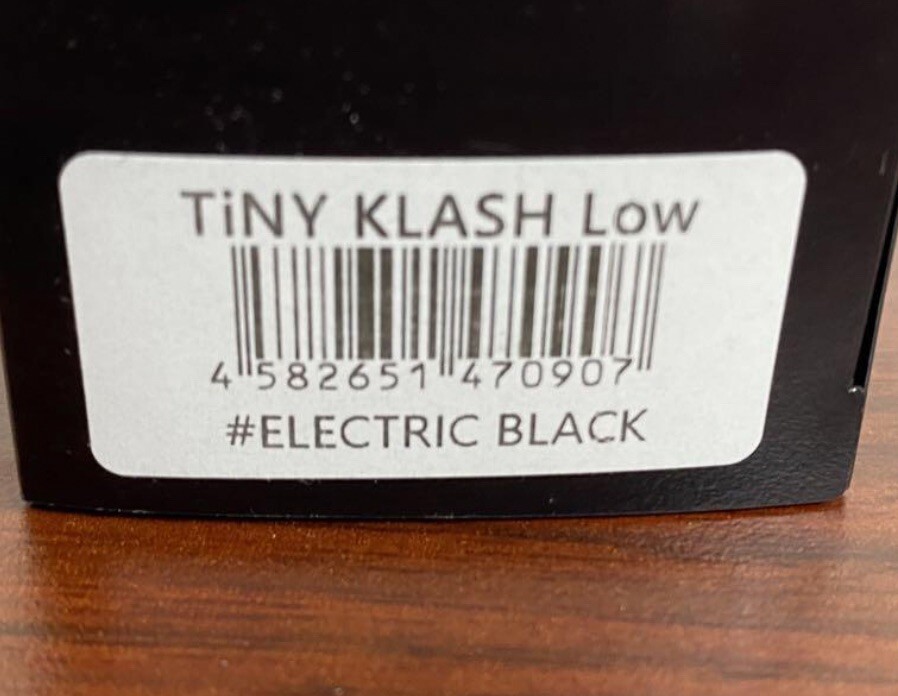 TiNY KLASH Low
4 582651 470907
#ELECTRIC BLACK